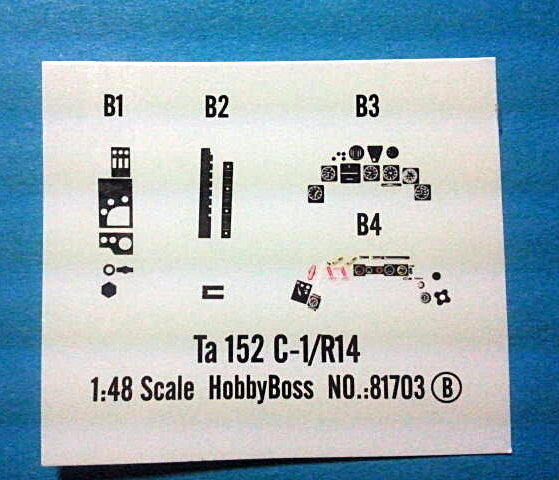 B1 B2 B3
B4
Ta 152 C-1/R14
1:48 Scale HobbyBoss NO.:81703 B